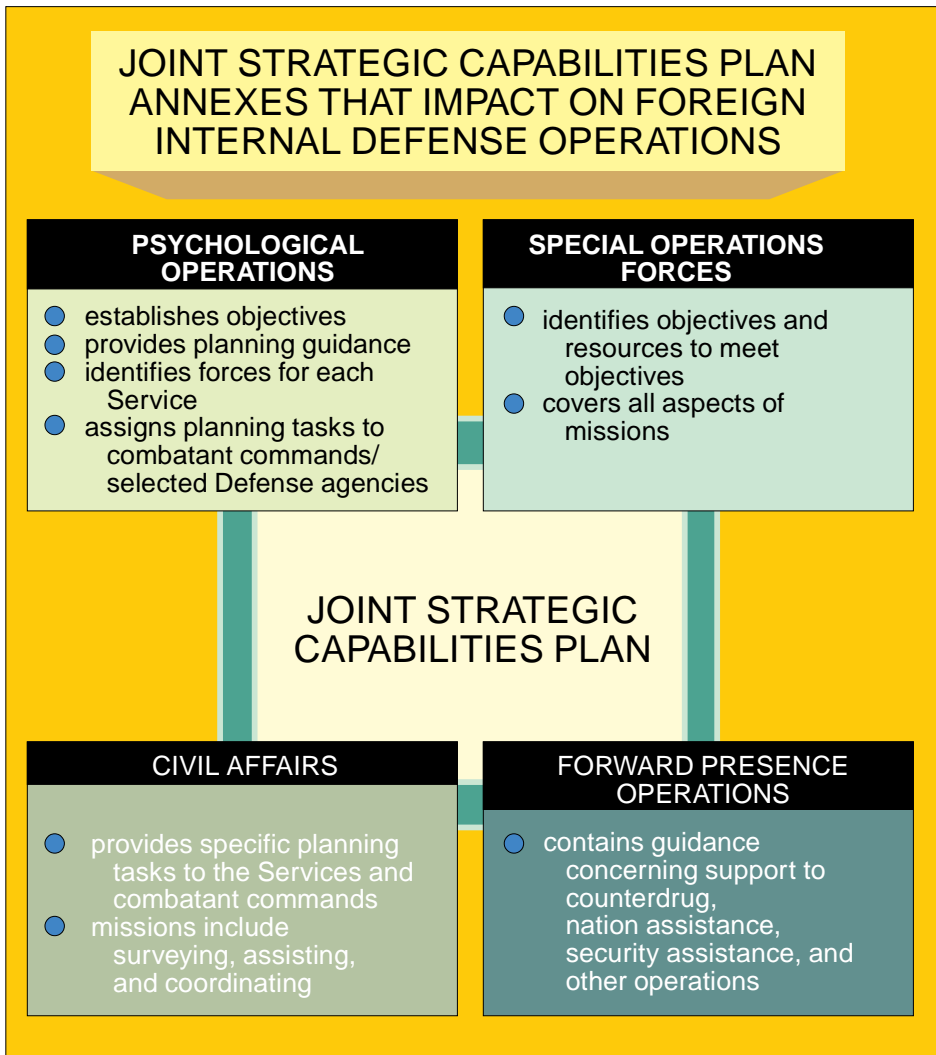 JOINT STRATEGIC CAPABILITIES PLAN
ANNEXES THAT IMPACT ON FOREIGN
INTERNAL DEFENSE OPERATIONS
PSYCHOLOGICAL
OPERATIONS
establishes objectives
provides planning guidance
identifies forces for each
Service
assigns planning tasks to
combatant commands/
selected Defense agencies
SPECIAL OPERATIONS
FORCES
identifies objectives and
resources to meet
objectives
covers all aspects of
missions
JOINT STRATEGIC
CAPABILITIES PLAN
CIVIL AFFAIRS
provides specific planning
tasks to the Services and
combatant commands
missions include
surveying, assisting,
and coordinating
FORWARD PRESENCE
OPERATIONS
contains guidance
concerning support to
counterdrug,
nation assistance,
security assistance, and
other operations